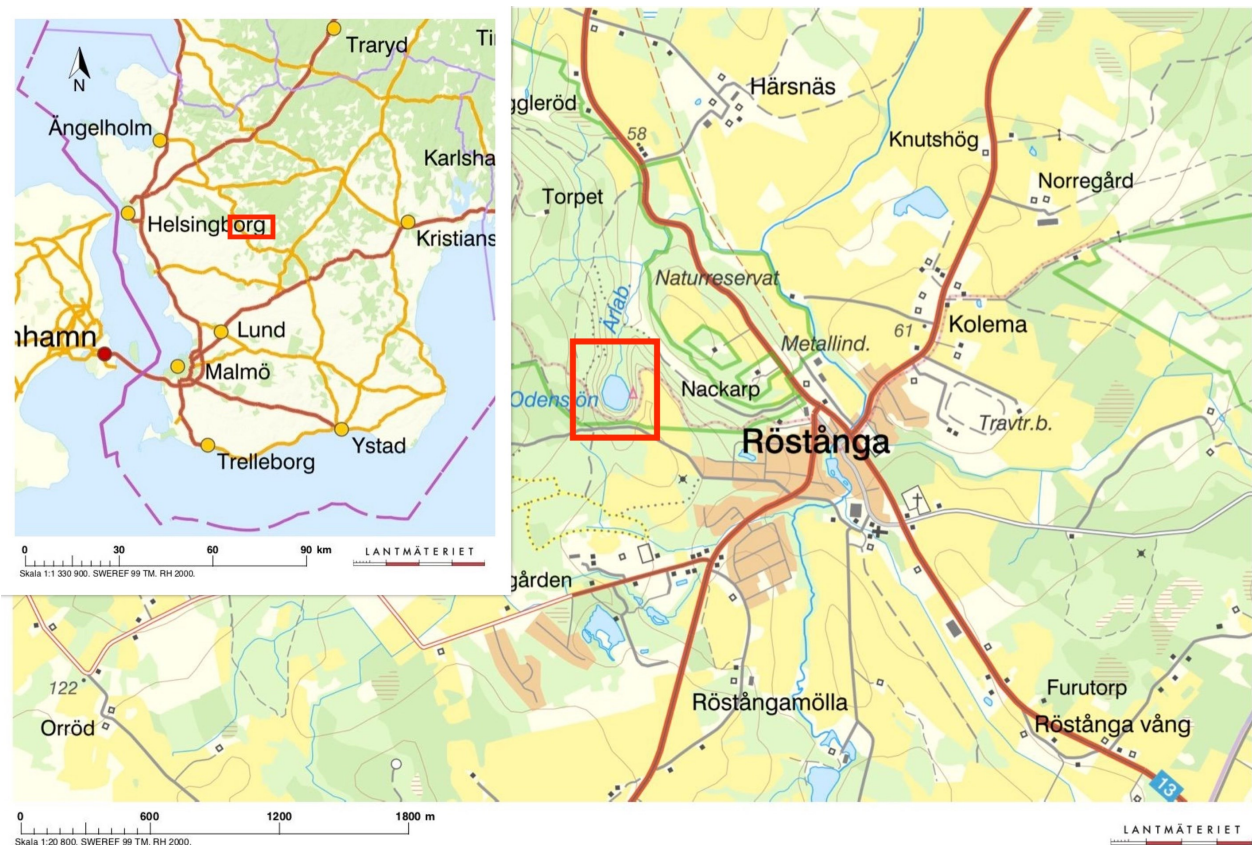 Traryd
Ti
N
Ängelholm
Karlsha
Helsingborg
Kristians
nhamn
Lund
Malmö
Ystad
Trelleborg
0 30 60 90 km
Skala 1:1 330 900. SWEREF 99 TM. RH 2000.
LANTMÄTERIET
Härsnäs
ggleröd
58
Knutshög
Torpet
Norregård
Naturreservat
Ärlab.
61
Kolema
Metallind.
Nackarp
Odensjön
Travtr.b.
Röstånga
gården
122
Orröd
Röstångamölla
Furutorp
Röstånga vång
13
0 600 1200 1800 m
Skala 1:20 800. SWEREF 99 TM. RH 2000.
LANTMÄTERIET